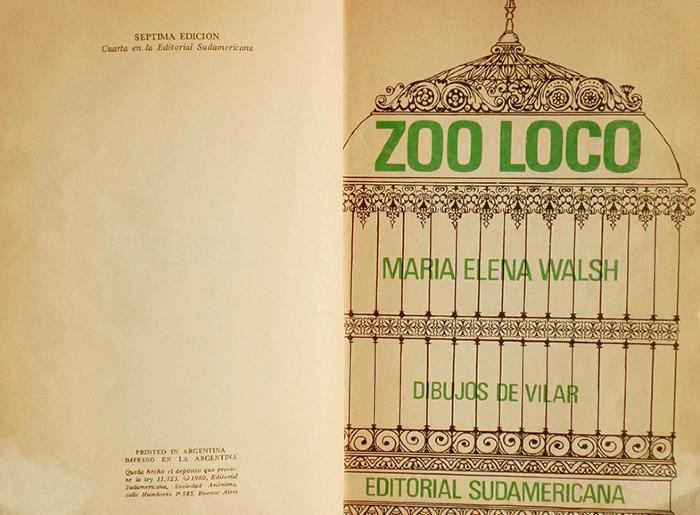 SEPTIMA EDICION
Cuarta en la Editorial Sudamericana
PRINTED IN ARGENTINA
IMPRESO EN LA ARGENTINA
Queda hecho el depósito que previe-
ne la ley 11.723. © 1980, Editorial
Sudamericana, Sociedad Anónima,
calle Humberto Iº 545, Buenos Aires
ZOO LOCO
MARIA ELENA WALSH
DIBUJOS DE VILAR
EDITORIAL SUDAMERICANA